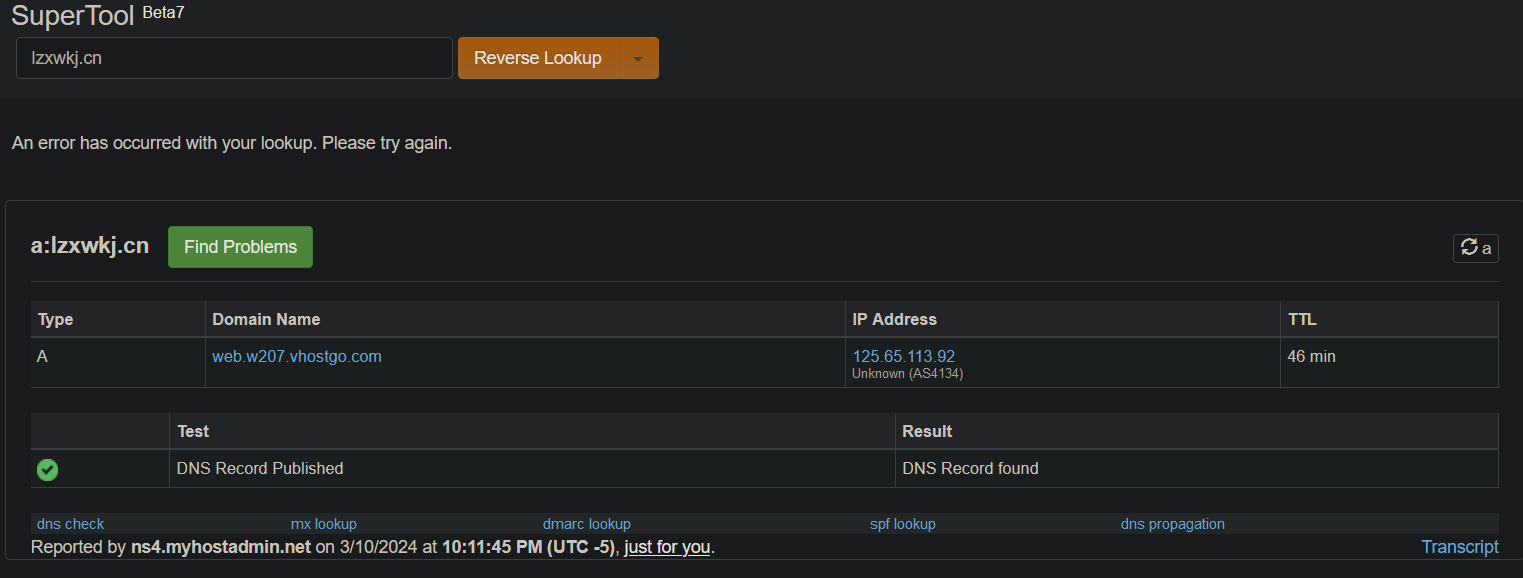 SuperTool Beta7
lzxwkj.cn
Reverse Lookup
An error has occurred with your lookup. Please try again.
a:lzxwkj.cn
Find Problems
a
Type Domain Name IP Address TTL
A web.w207.vhostgo.com 125.65.113.92 46 min
Unknown (AS4134)
Test Result
DNS Record Published DNS Record found
dns check mx lookup dmarc lookup spf lookup dns propagation
Reported by ns4.myhostadmin.net on 3/10/2024 at 10:11:45 PM (UTC -5), just for you. Transcript